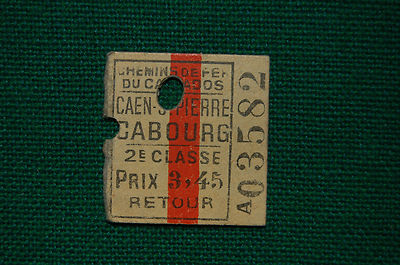 CHEMINS DE FER
DU CALVADOS
CAEN-St PIERRE
CABOURG
2E CLASSE
PRIX 3,45
RETOUR
A03582